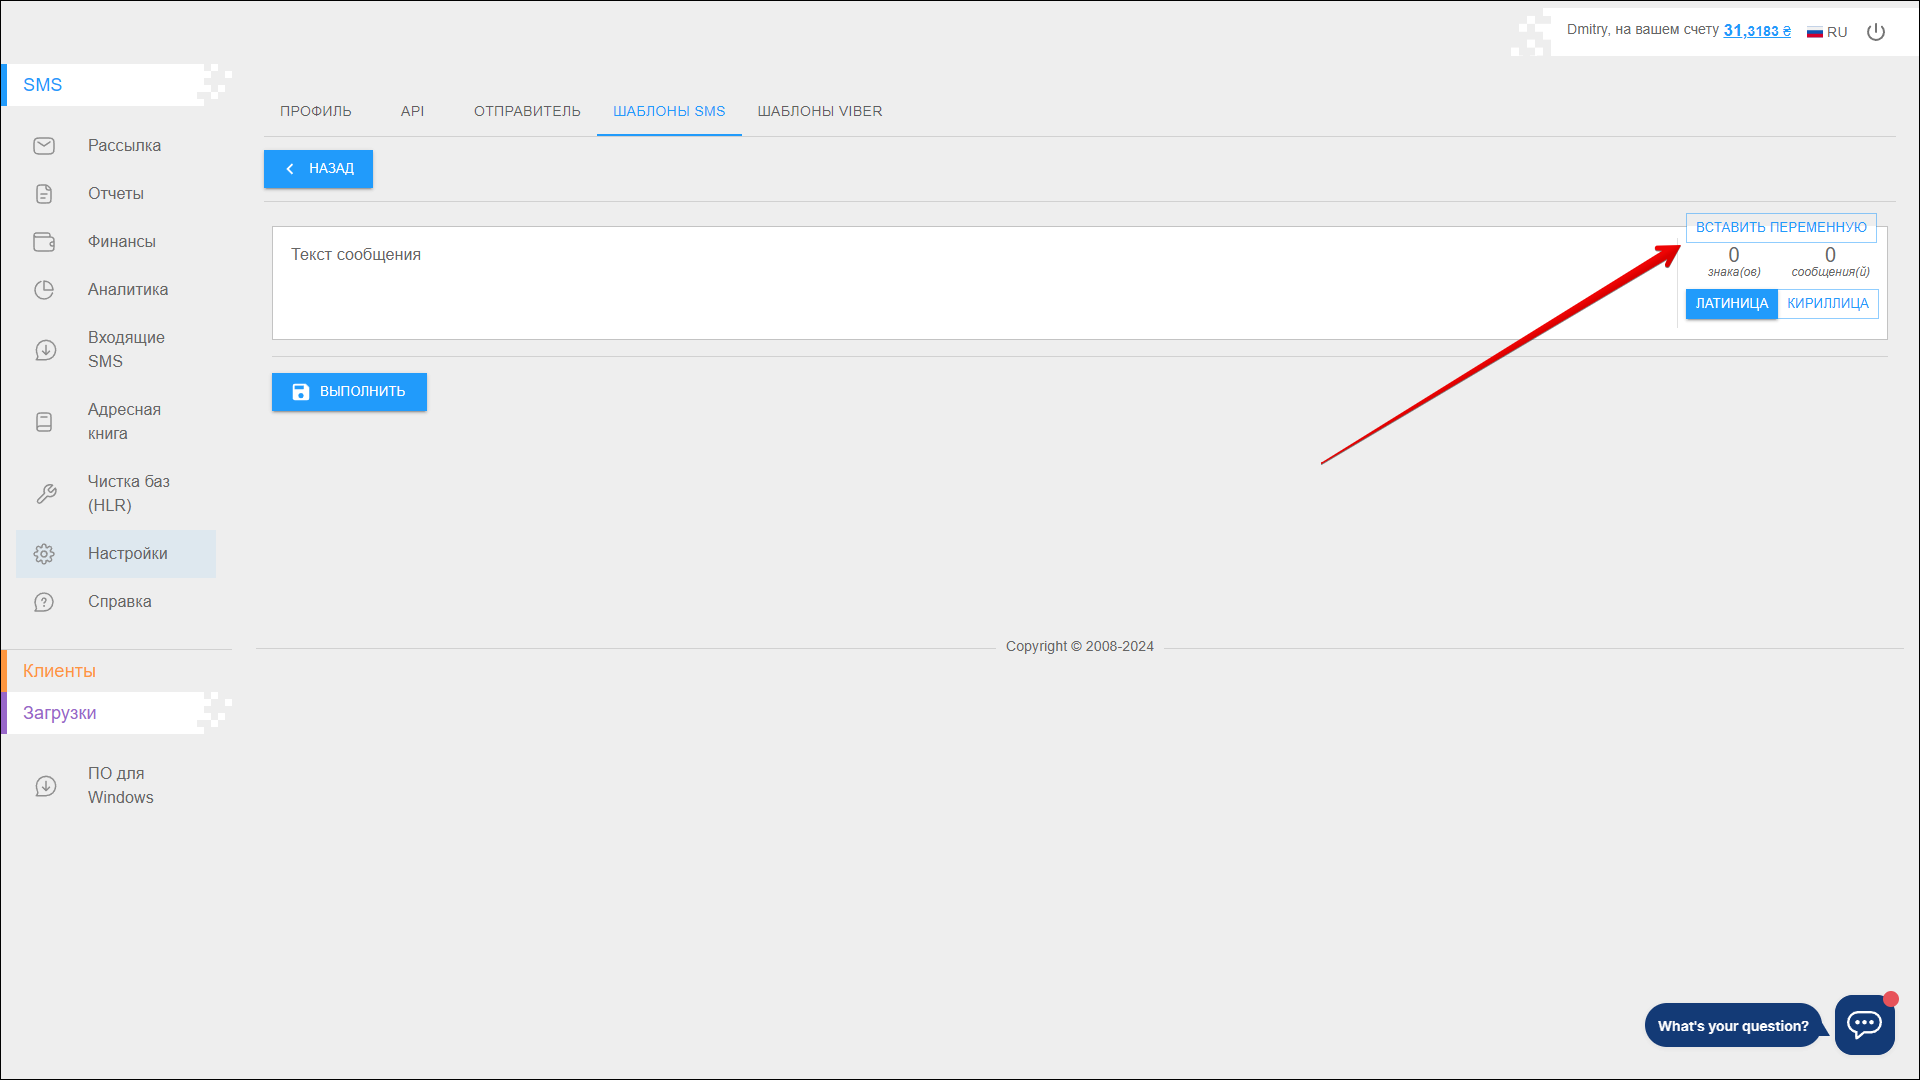 Dmitry, на вашем счету 31,3183 ₴ RU
SMS
Рассылка
Отчеты
Финансы
Аналитика
Входящие
SMS
Адресная
книга
Чистка баз
(HLR)
Настройки
Справка
Клиенты
Загрузки
ПО для
Windows
ПРОФИЛЬ API ОТПРАВИТЕЛЬ ШАБЛОНЫ SMS ШАБЛОНЫ VIBER
НАЗАД
Текст сообщения
ВСТАВИТЬ ПЕРЕМЕННУЮ
0 0
знака(ов) сообщения(й)
ЛАТИНИЦА КИРИЛЛИЦА
ВЫПОЛНИТЬ
Copyright © 2008-2024
What's your question?